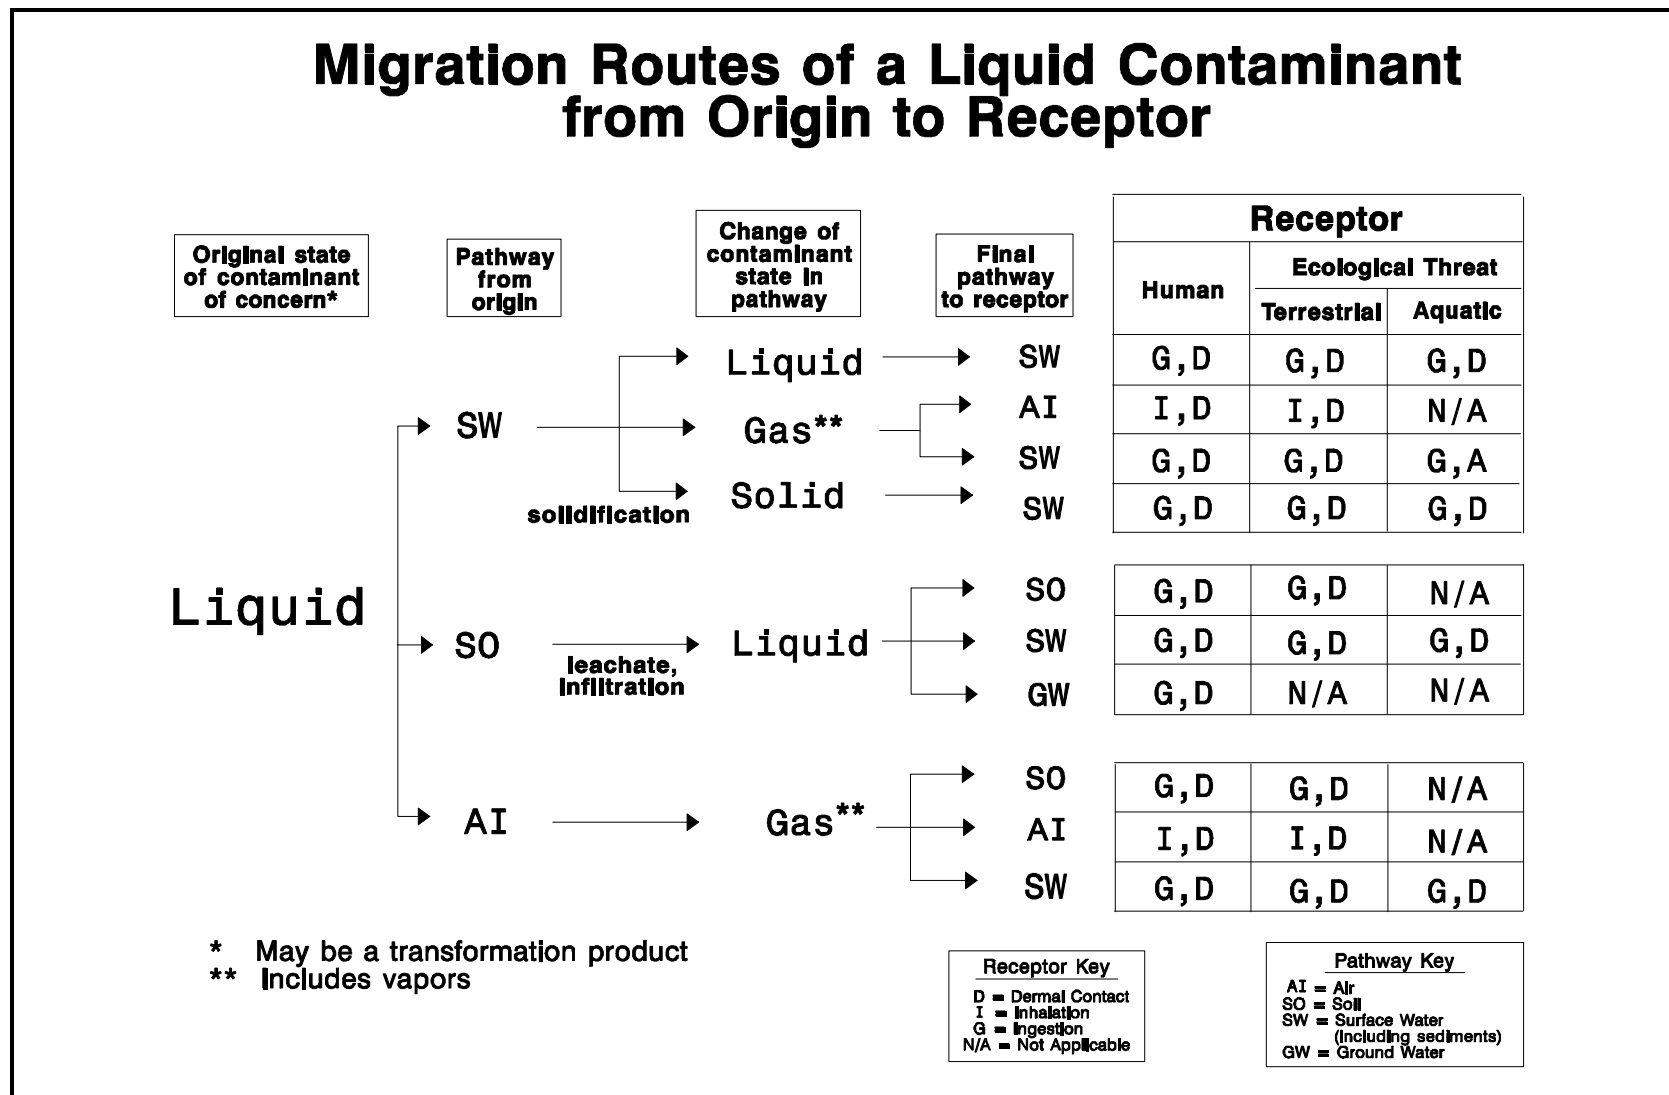 Migration Routes of a Liquid Contaminant
from Origin to Receptor
Original state
of contaminant
of concern*
Pathway
from
origin
Change of
contaminant
state in
pathway
Final
pathway
to receptor
Receptor
Human
Ecological Threat
Terrestrial
Aquatic
Liquid
SW
solidification
Liquid
SW
G,D
G,D
G,D
Gas**
AI
I,D
I,D
N/A
SW
G,D
G,D
G,A
Solid
SW
G,D
G,D
G,D
SO
leachate,
infiltration
Liquid
SO
G,D
G,D
N/A
SW
G,D
G,D
G,D
GW
G,D
N/A
N/A
AI
Gas**
SO
G,D
G,D
N/A
AI
I,D
I,D
N/A
SW
G,D
G,D
G,D
* May be a transformation product
** Includes vapors
Receptor Key
D = Dermal Contact
I = Inhalation
G = Ingestion
N/A = Not Applicable
Pathway Key
AI = Air
SO = Soil
SW = Surface Water
(including sediments)
GW = Ground Water